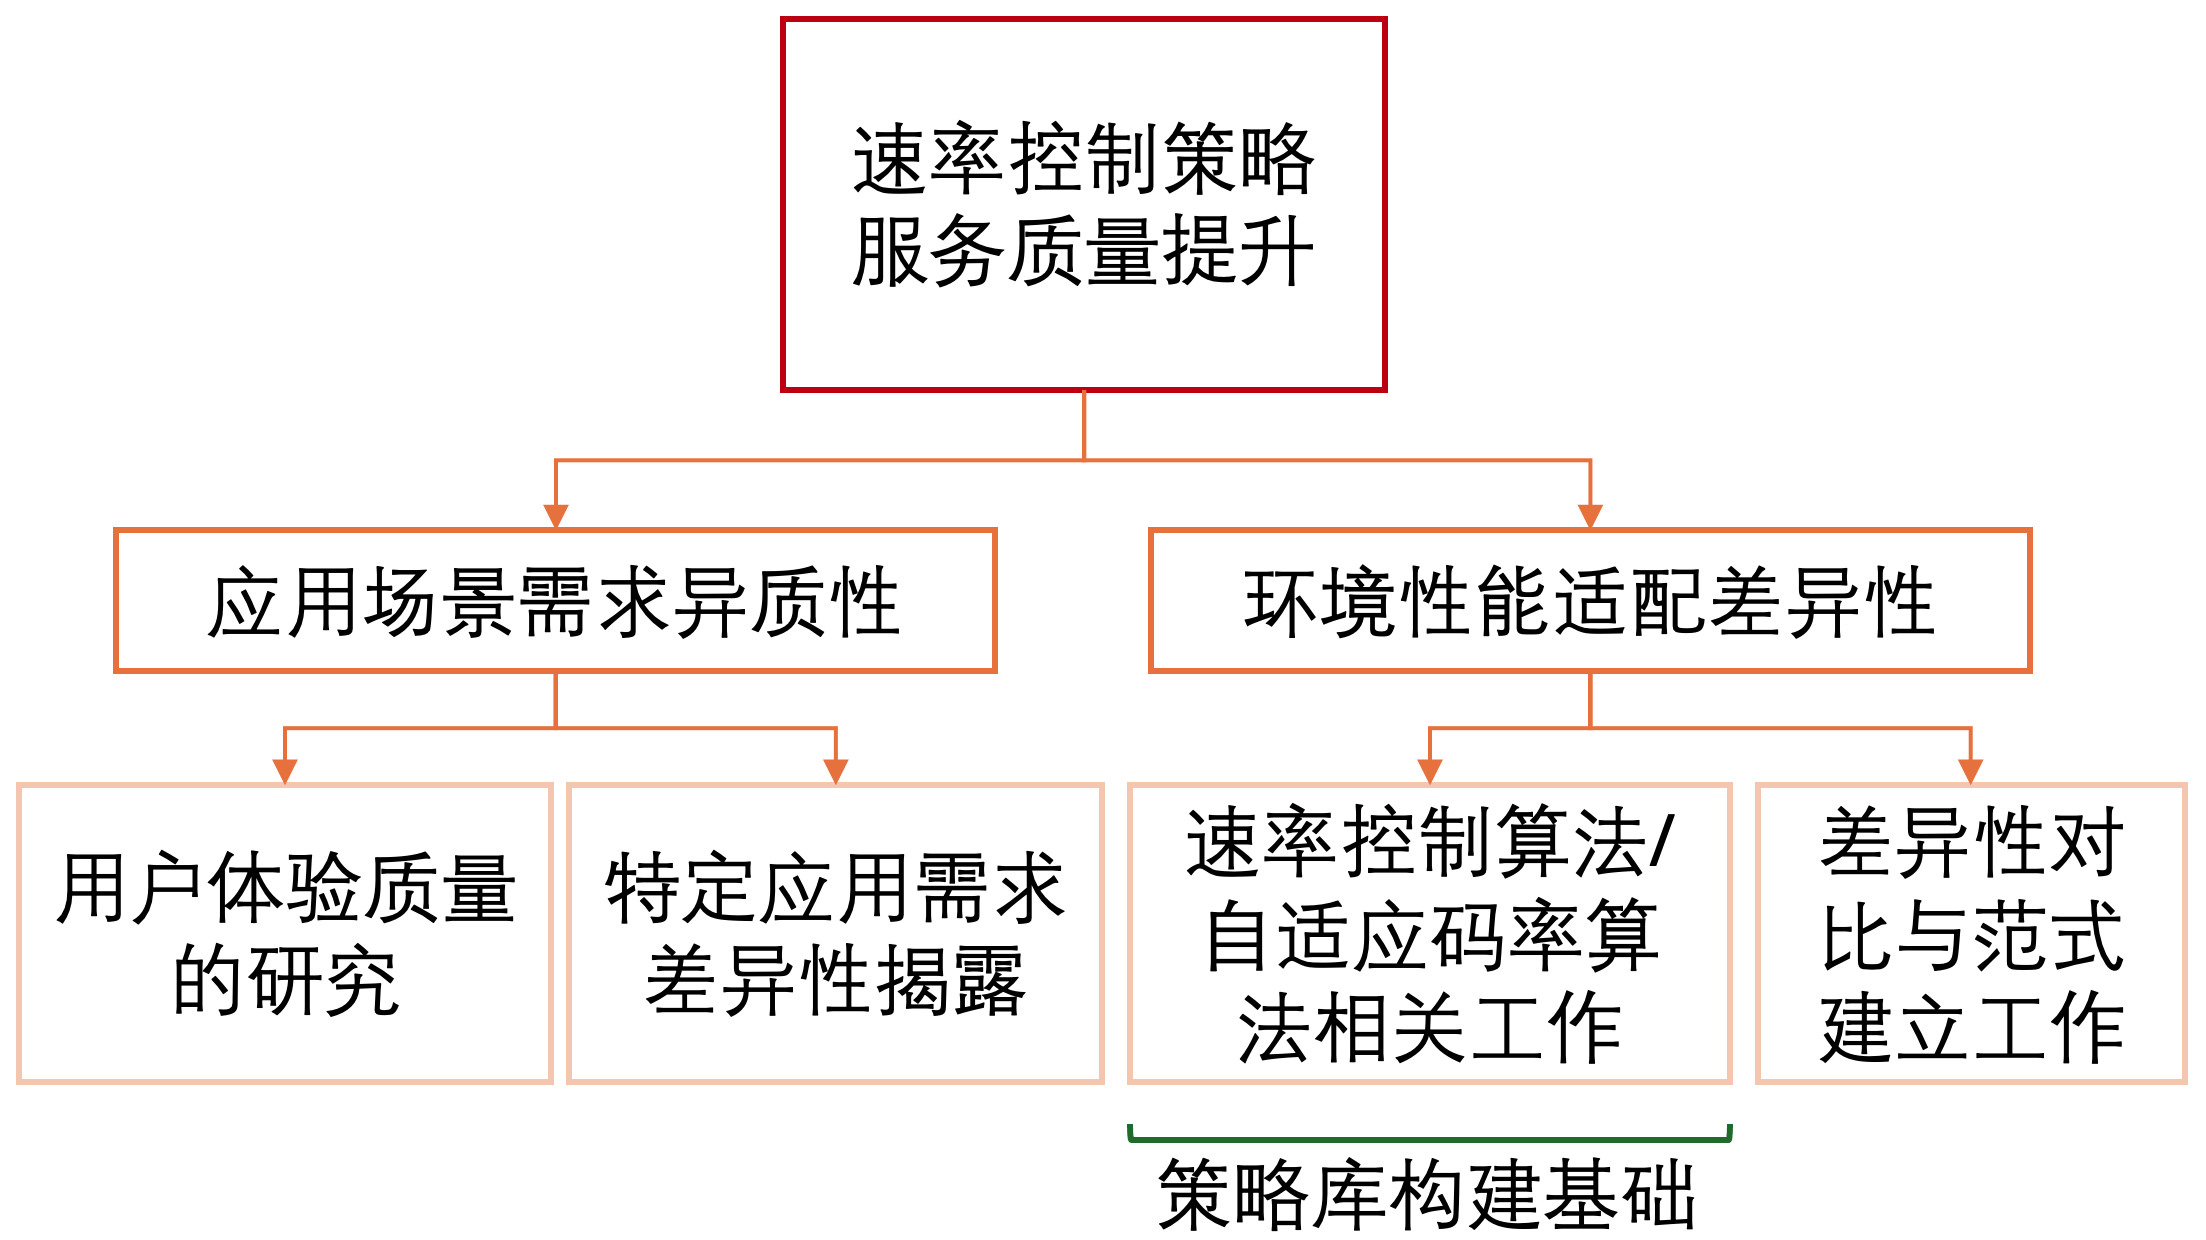 速率控制策略
服务质量提升
应用场景需求异质性
环境性能适配差异性
用户体验质量
的研究
特定应用需求
差异性揭露
速率控制算法/
自适应码率算
法相关工作
差异性对
比与范式
建立工作
策略库构建基础